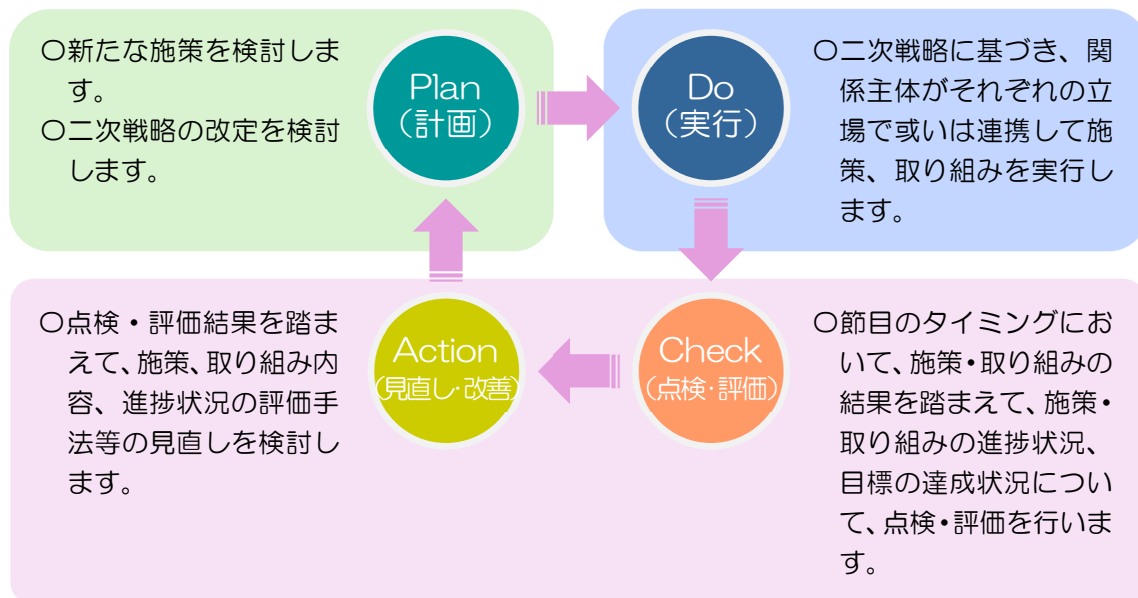 〇新たな施策を検討しま
す。
〇二次戦略の改定を検討
します。
Plan
(計画)
Do
(実行)
〇二次戦略に基づき、関
係主体がそれぞれの立
場で或いは連携して施
策、取り組みを実行し
ます。
〇点検・評価結果を踏ま
えて、施策、取り組み内
容、進捗状況の評価手
法等の見直しを検討し
ます。
Action
(見直し・改善)
Check
(点検・評価)
〇節目のタイミングにお
いて、施策・取り組みの
結果を踏まえて、施策・
取り組みの進捗状況、
目標の達成状況につい
て、点検・評価を行いま
す。